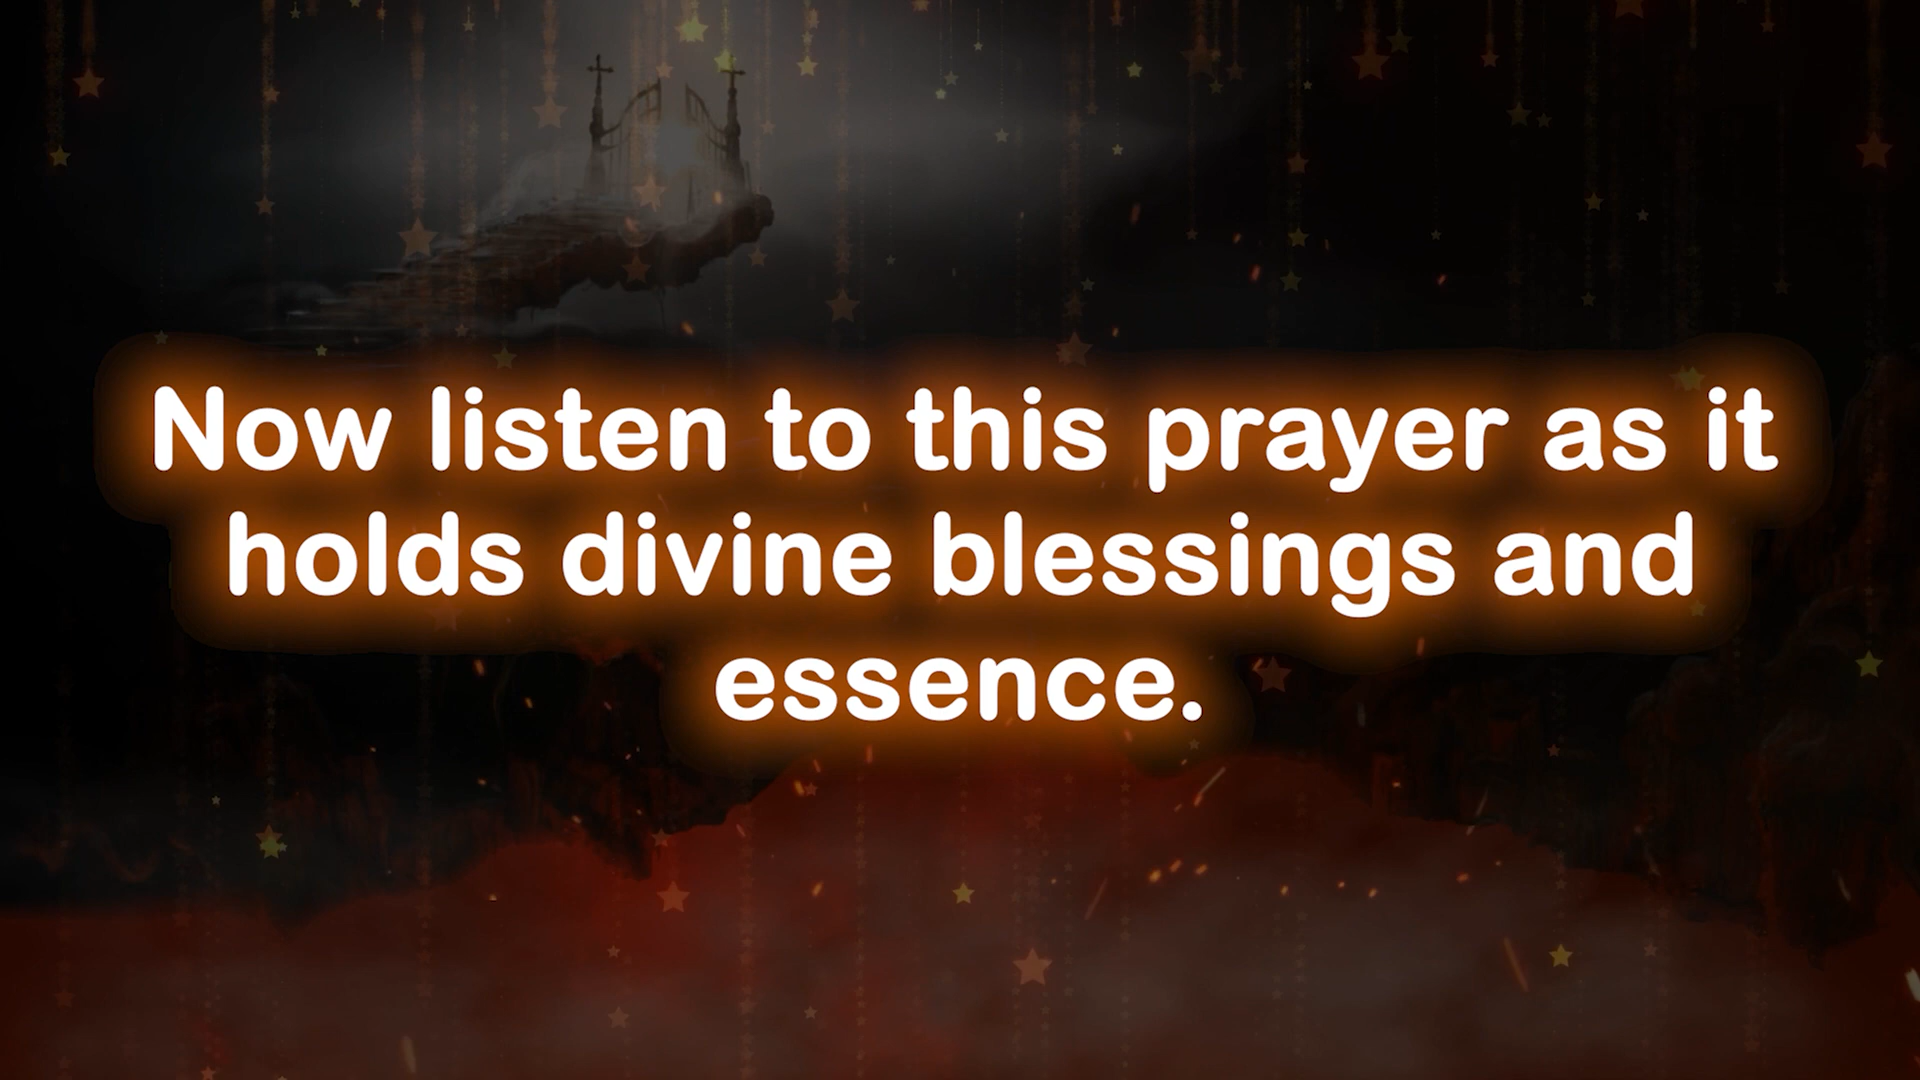 Now listen to this prayer as it
holds divine blessings and
essence.